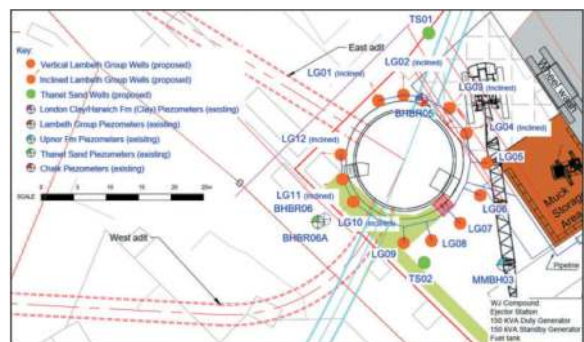 Key:
Vertical Lambeth Group Wells (proposed)
Inclined Lambeth Group Wells (proposed)
Thanet Sand Wells (proposed)
London Clay/Harwich Fm (Clay) Piezometers (existing)
Lambeth Group Piezometers (existing)
Upnor Fm Piezometers (existing)
Thanet Sand Piezometers (existing)
Chalk Piezometers (existing)
SCALE
0
5
10
15
20m
TS01
East adit
LG02 (inclined)
LG01 (inclined)
BHBR05
LG03 (inclined)
LG04 (inclined)
Wheel wash
LG12 (inclined)
LG05
Muck
Storage
Area
LG11 (inclined)
BHBR06
LG10 (inclined)
BHBR06A
LG06
LG07
LG08
LG09
West adit
TS02
MMBH03
Pipeline
WJ Compound
Ejector Station
150 KVA Duty Generator
150 KVA Standby Generator
Fuel tank